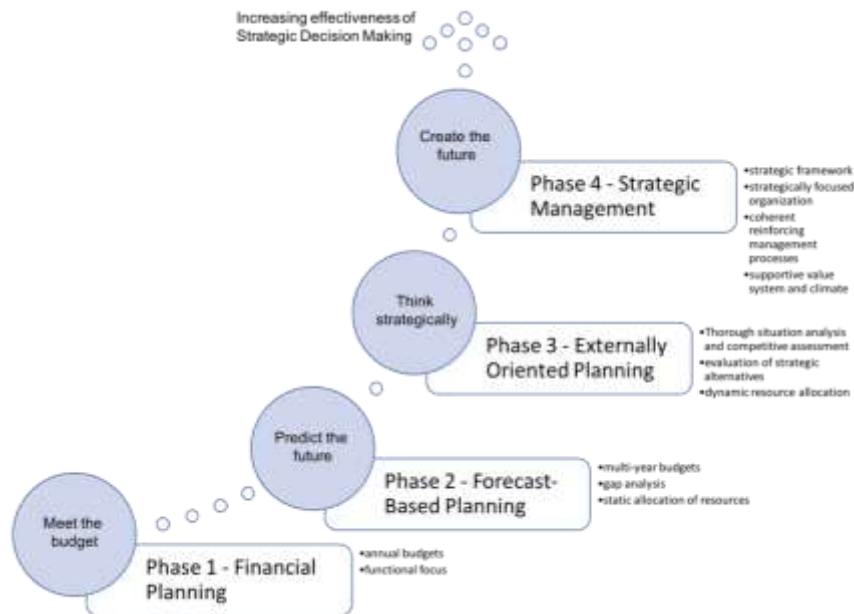 Increasing effectiveness of
Strategic Decision Making
Create the
future
Phase 4 - Strategic
Management
•strategic framework
•strategically focused
organization
•coherent
reinforcing
management
processes
•supportive value
system and climate
Think
strategically
Phase 3 - Externally
Oriented Planning
•Thorough situation analysis
and competitive assessment
•evaluation of strategic
alternatives
•dynamic resource allocation
Predict the
future
Phase 2 - Forecast-
Based Planning
•multi-year budgets
•gap analysis
•static allocation of resources
Meet the
budget
Phase 1 - Financial
Planning
•annual budgets
•functional focus